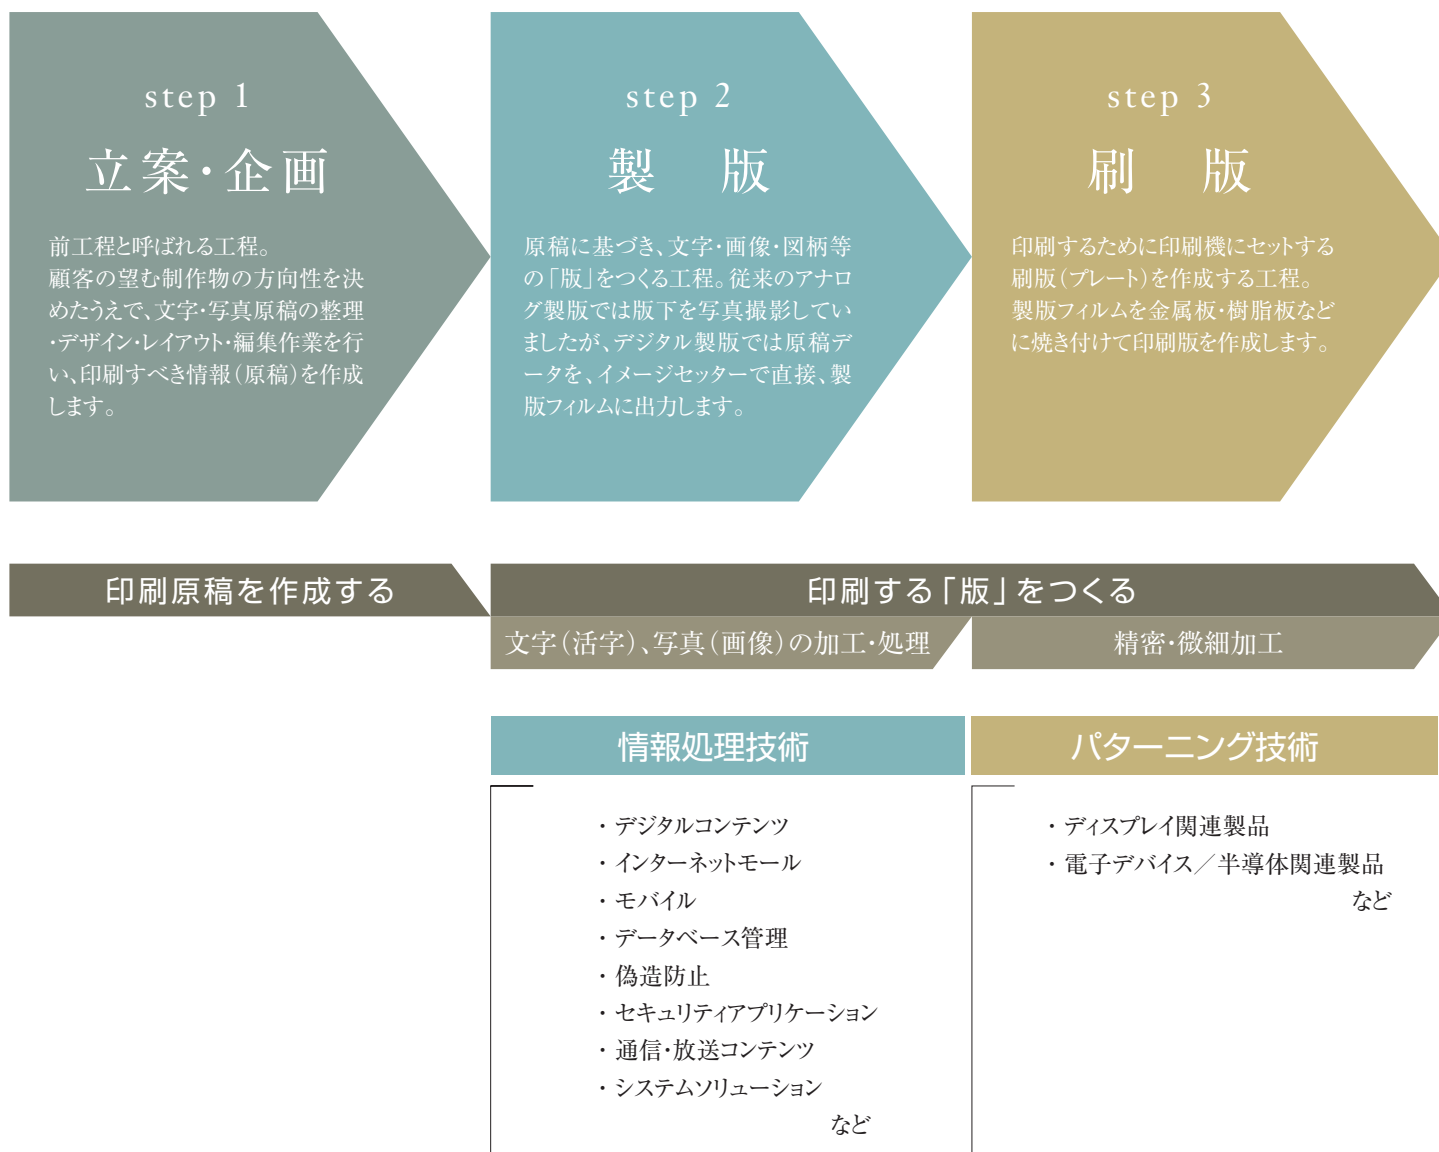 step 1
立案・企画
前工程と呼ばれる工程。
顧客の望む制作物の方向性を決
めたうえで、文字・写真原稿の整理
・デザイン・レイアウト・編集作業を行
い、印刷すべき情報（原稿）を作成
します。
step 2
製 版
原稿に基づき、文字・画像・図柄等
の「版」をつくる工程。従来のアナロ
グ製版では版下を写真撮影してい
ましたが、デジタル製版では原稿デ
ータを、イメージセッターで直接、製
版フィルムに出力します。
step 3
刷 版
印刷するために印刷機にセットする
刷版（プレート）を作成する工程。
製版フィルムを金属板・樹脂板など
に焼き付けて印刷版を作成します。
印刷原稿を作成する
印刷する「版」をつくる
文字（活字）、写真（画像）の加工・処理
精密・微細加工
情報処理技術
・デジタルコンテンツ
・インターネットモール
・モバイル
・データベース管理
・偽造防止
・セキュリティアプリケーション
・通信・放送コンテンツ
・システムソリューション
など
パターニング技術
・ディスプレイ関連製品
・電子デバイス／半導体関連製品
など